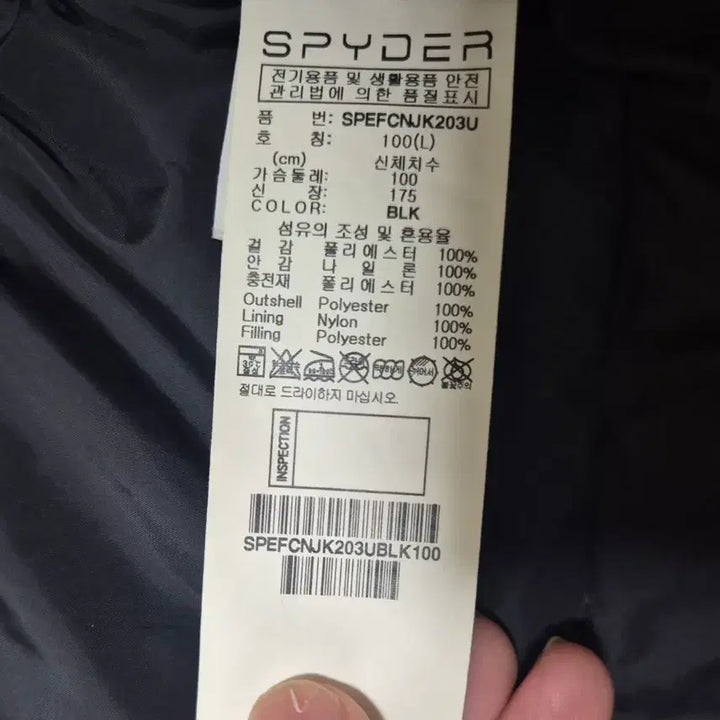 SPYDER
전기용품 및 생활용품 안전
관리법에 의한 품질표시
품 번: SPEFCNJK203U
호 칭: 100(L)
(cm) 신체치수
가슴둘레: 100
신 장: 175
COLOR: BLK
섬유의 조성 및 혼용율
겉 감 폴리에스터 100%
안 감 나 일 론 100%
충전재 폴리에스터 100%
Outshell Polyester 100%
Lining Nylon 100%
Filling Polyester 100%
절대로 드라이하지 마십시오.
INSPECTION
SPEFCNJK203UBLK100